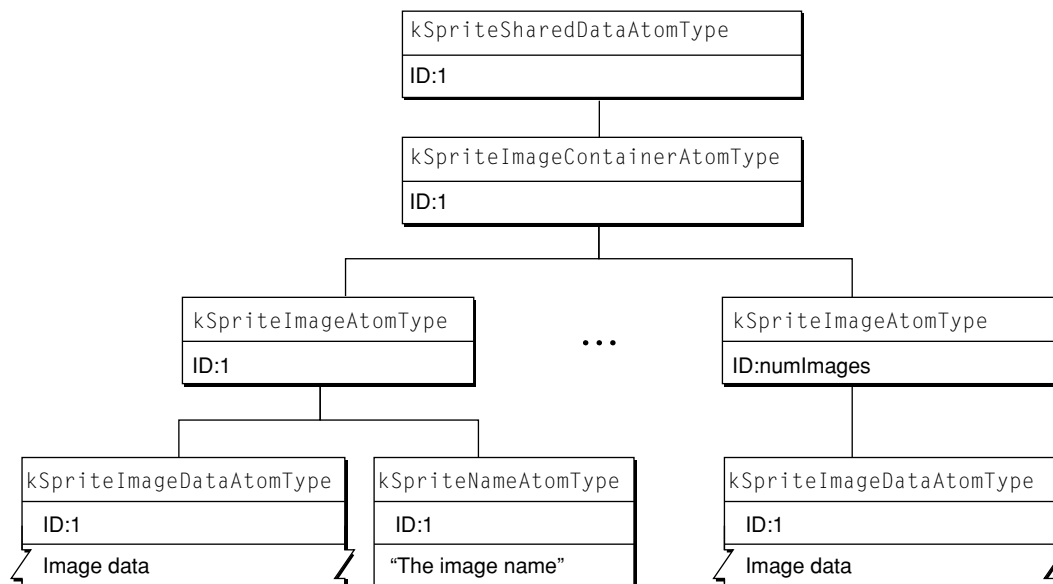 kSpriteSharedDataAtomType
ID:1
kSpriteImageContainerAtomType
ID:1
kSpriteImageAtomType
ID:1
...
kSpriteImageAtomType
ID:numImages
kSpriteImageDataAtomType
ID:1
Image data
kSpriteNameAtomType
ID:1
“The image name”
kSpriteImageDataAtomType
ID:1
Image data